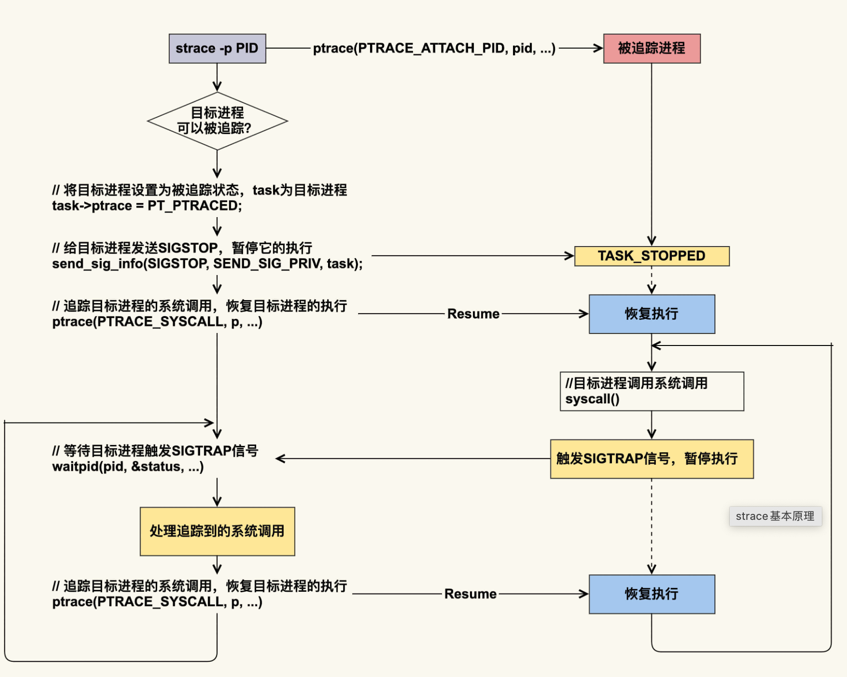 strace -p PID
ptrace(PTRACE_ATTACH_PID, pid, ...)
被追踪进程
目标进程
可以被追踪?
// 将目标进程设置为被追踪状态，task为目标进程
task->ptrace = PT_PTRACED;
// 给目标进程发送SIGSTOP，暂停它的执行
send_sig_info(SIGSTOP, SEND_SIG_PRIV, task);
TASK_STOPPED
// 追踪目标进程的系统调用，恢复目标进程的执行
ptrace(PTRACE_SYSCALL, p, ...)
Resume
恢复执行
//目标进程调用系统调用
syscall()
// 等待目标进程触发SIGTRAP信号
waitpid(pid, &status, ...)
触发SIGTRAP信号，暂停执行
strace基本原理
处理追踪到的系统调用
// 追踪目标进程的系统调用，恢复目标进程的执行
ptrace(PTRACE_SYSCALL, p, ...)
Resume
恢复执行